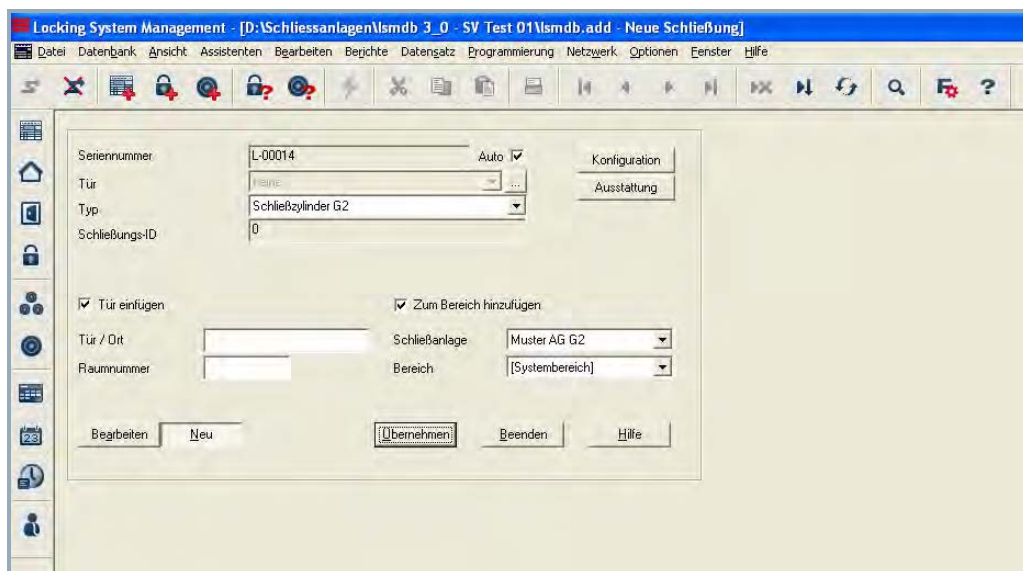 Locking System Management - [D:\Schliessanlagen\lsmdb 3_0 - SV Test 01\lsmdb.add - Neue Schließung]
Datei Datenbank Ansicht Assistenten Bearbeiten Berichte Datensatz Programmierung Netzwerk Optionen Fenster Hilfe
Seriennummer L-00014 Auto Konfiguration
Tür Keine ... Ausstattung
Typ Schließzylinder G2
Schließungs-ID 0
Tür einfügen Zum Bereich hinzufügen
Tür / Ort Schließanlage Muster AG G2
Raumnummer Bereich [Systembereich]
Bearbeiten Neu Übernehmen Beenden Hilfe